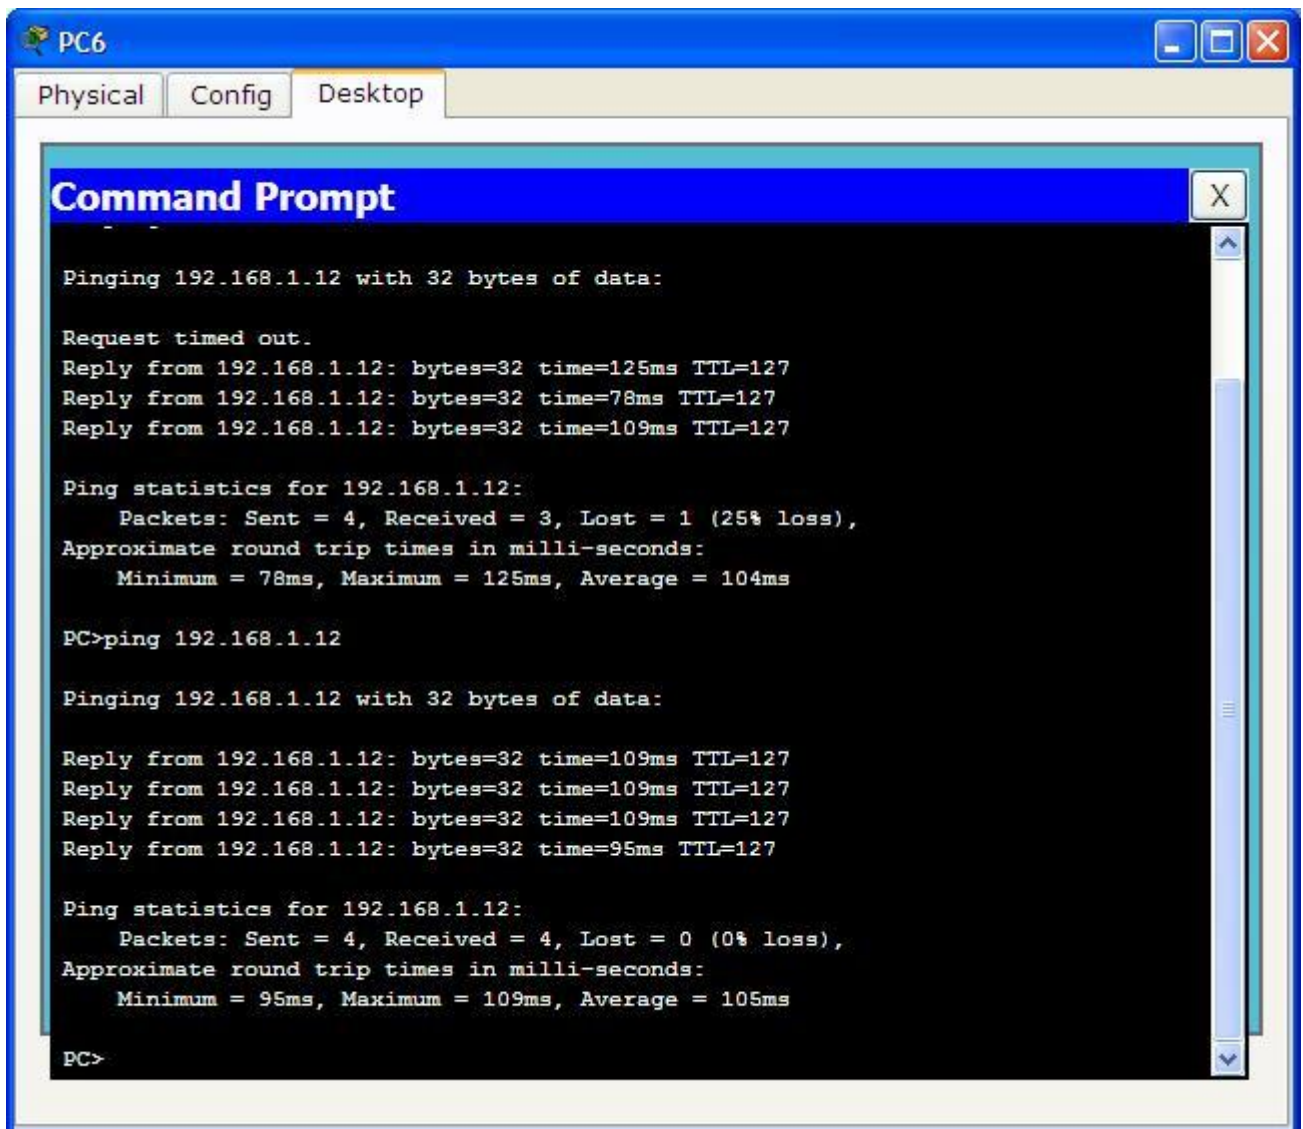 PC6
Physical Config Desktop
Command Prompt
X
Pinging 192.168.1.12 with 32 bytes of data:
Request timed out.
Reply from 192.168.1.12: bytes=32 time=125ms TTL=127
Reply from 192.168.1.12: bytes=32 time=78ms TTL=127
Reply from 192.168.1.12: bytes=32 time=109ms TTL=127
Ping statistics for 192.168.1.12:
Packets: Sent = 4, Received = 3, Lost = 1 (25% loss),
Approximate round trip times in milli-seconds:
Minimum = 78ms, Maximum = 125ms, Average = 104ms
PC>ping 192.168.1.12
Pinging 192.168.1.12 with 32 bytes of data:
Reply from 192.168.1.12: bytes=32 time=109ms TTL=127
Reply from 192.168.1.12: bytes=32 time=109ms TTL=127
Reply from 192.168.1.12: bytes=32 time=109ms TTL=127
Reply from 192.168.1.12: bytes=32 time=95ms TTL=127
Ping statistics for 192.168.1.12:
Packets: Sent = 4, Received = 4, Lost = 0 (0% loss),
Approximate round trip times in milli-seconds:
Minimum = 95ms, Maximum = 109ms, Average = 105ms
PC>